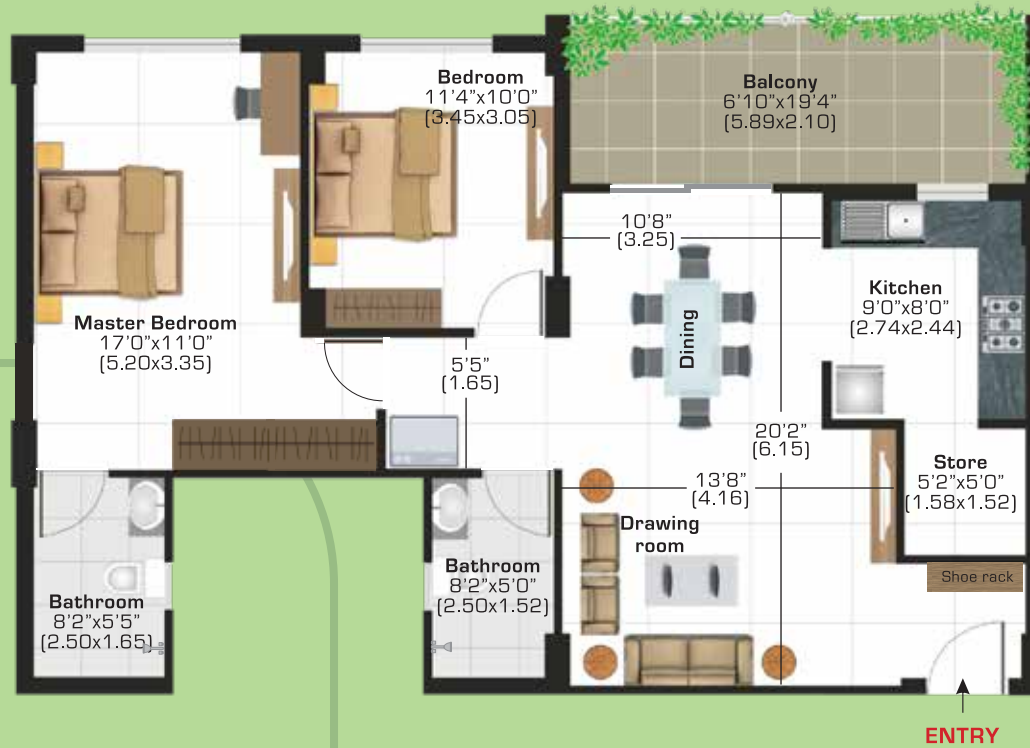 Bedroom
11'4"x10'0"
(3.45x3.05)
Balcony
6'10"x19'4"
(5.89x2.10)
Master Bedroom
17'0"x11'0"
(5.20x3.35)
5'5"
(1.65)
10'8"
(3.25)
Dining
Kitchen
9'0"x8'0"
(2.74x2.44)
20'2"
(6.15)
13'8"
(4.16)
Store
5'2"x5'0"
(1.58x1.52)
Drawing
room
Bathroom
8'2"x5'5"
(2.50x1.65)
Bathroom
8'2"x5'0"
(2.50x1.52)
Shoe rack
ENTRY